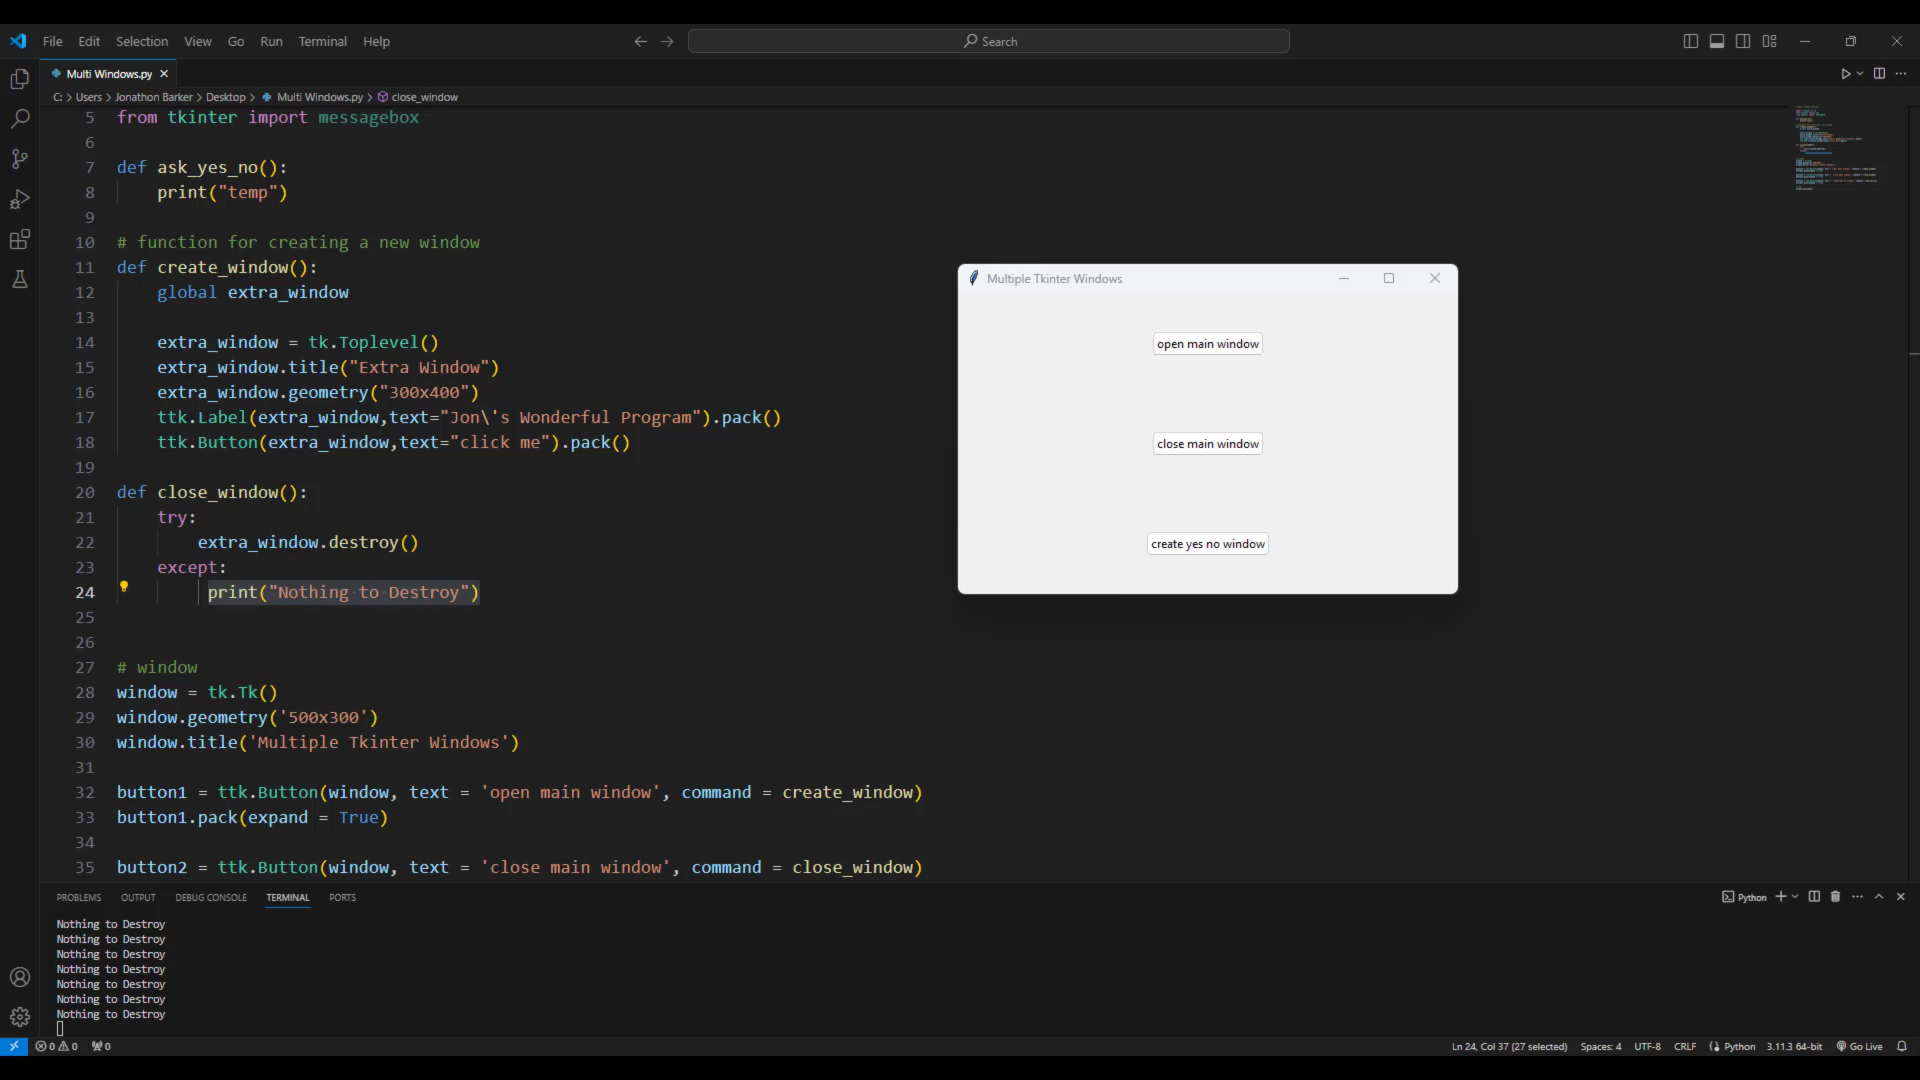 File Edit Selection View Go Run Terminal Help
Search
Multi Windows.py
C: > Users > Jonathon Barker > Desktop > Multi Windows.py > close_window
5 from tkinter import messagebox
6
7 def ask_yes_no():
8 print("temp")
9
10 # function for creating a new window
11 def create_window():
12 global extra_window
13
14 extra_window = tk.Toplevel()
15 extra_window.title("Extra Window")
16 extra_window.geometry("300x400")
17 ttk.Label(extra_window,text="Jon\'s Wonderful Program").pack()
18 ttk.Button(extra_window,text="click me").pack()
19
20 def close_window():
21 try:
22 extra_window.destroy()
23 except:
24 print("Nothing to Destroy")
25
26
27 # window
28 window = tk.Tk()
29 window.geometry('500x300')
30 window.title('Multiple Tkinter Windows')
31
32 button1 = ttk.Button(window, text = 'open main window', command = create_window)
33 button1.pack(expand = True)
34
35 button2 = ttk.Button(window, text = 'close main window', command = close_window)
Multiple Tkinter Windows
open main window
close main window
create yes no window
PROBLEMS OUTPUT DEBUG CONSOLE TERMINAL PORTS
Python
Nothing to Destroy
Nothing to Destroy
Nothing to Destroy
Nothing to Destroy
Nothing to Destroy
Nothing to Destroy
Nothing to Destroy
0 0 0
Ln 24, Col 37 (27 selected) Spaces: 4 UTF-8 CRLF Python 3.11.3 64-bit Go Live